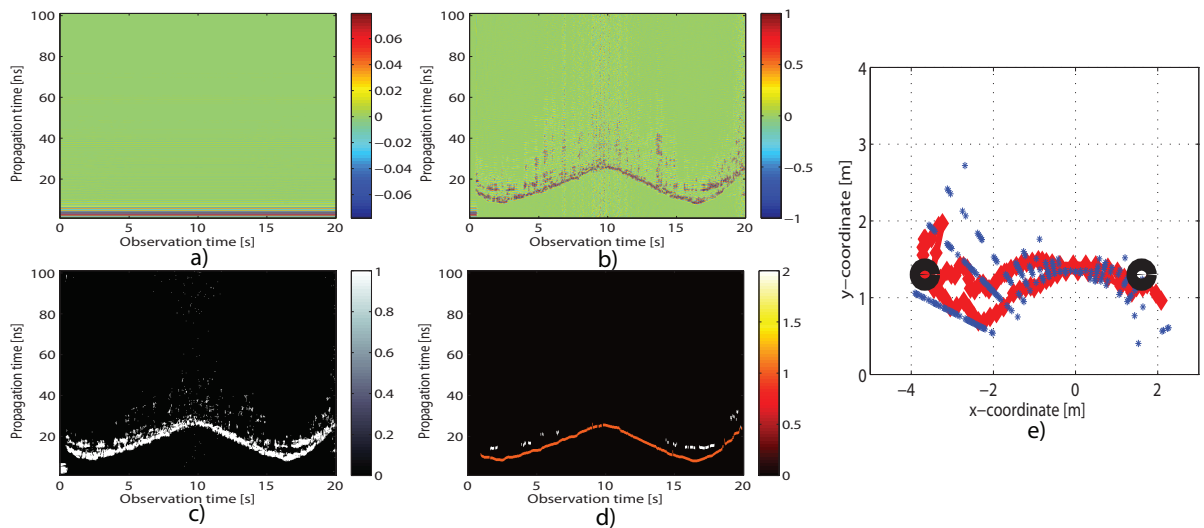 100
80
60
40
20
0 5 10 15 20
Propagation time [ns]
Observation time [s]
0.06
0.04
0.02
0
−0.02
−0.04
−0.06
a)
100
80
60
40
20
0 5 10 15 20
Propagation time [ns]
Observation time [s]
1
0.5
0
−0.5
−1
b)
100
80
60
40
20
0 5 10 15 20
Propagation time [ns]
Observation time [s]
1
0.8
0.6
0.4
0.2
0
c)
100
80
60
40
20
0 5 10 15 20
Propagation time [ns]
Observation time [s]
2
1.5
1
0.5
0
d)
4
3
2
1
0
−4 −2 0 2
y−coordinate [m]
x−coordinate [m]
e)